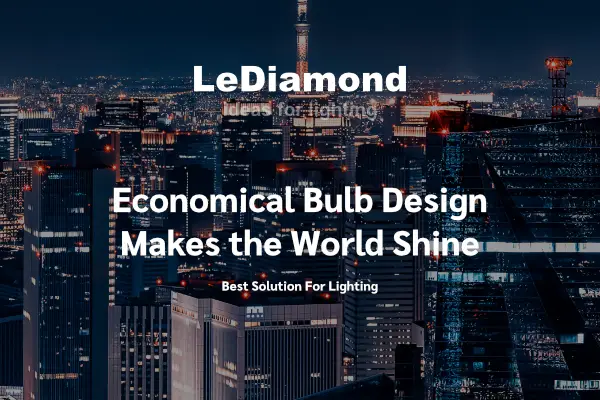 LeDiamond
Ideas for lighting
Economical Bulb Design
Makes the World Shine
Best Solution For Lighting